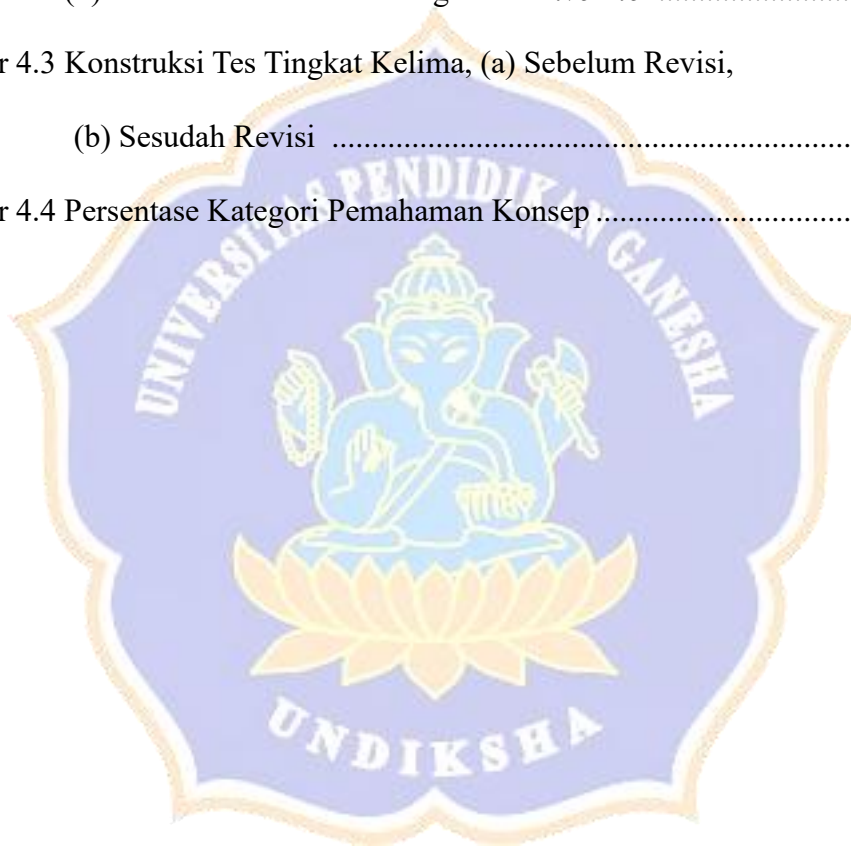 r 4.3 Konstruksi Tes Tingkat Kelima, (a) Sebelum Revisi,
(b) Sesudah Revisi ..................................................................
r 4.4 Persentase Kategori Pemahaman Konsep ................................
UNIVERSITAS PENDIDIKAN GANESHA
UNDIKSHA